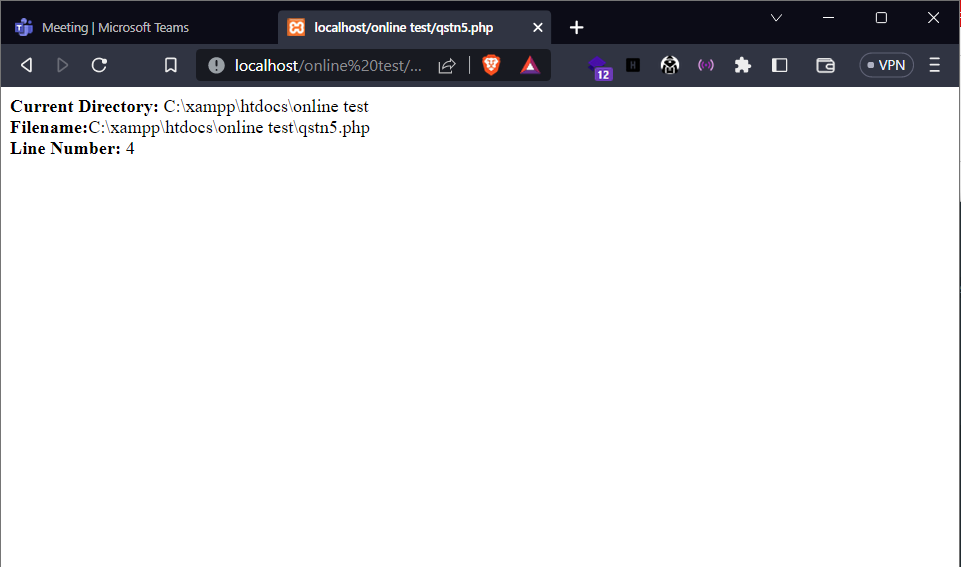 Meeting | Microsoft Teams
localhost/online test/qstn5.php
localhost/online%20test/...
12
H
VPN
Current Directory: C:\xampp\htdocs\online test
Filename:C:\xampp\htdocs\online test\qstn5.php
Line Number: 4